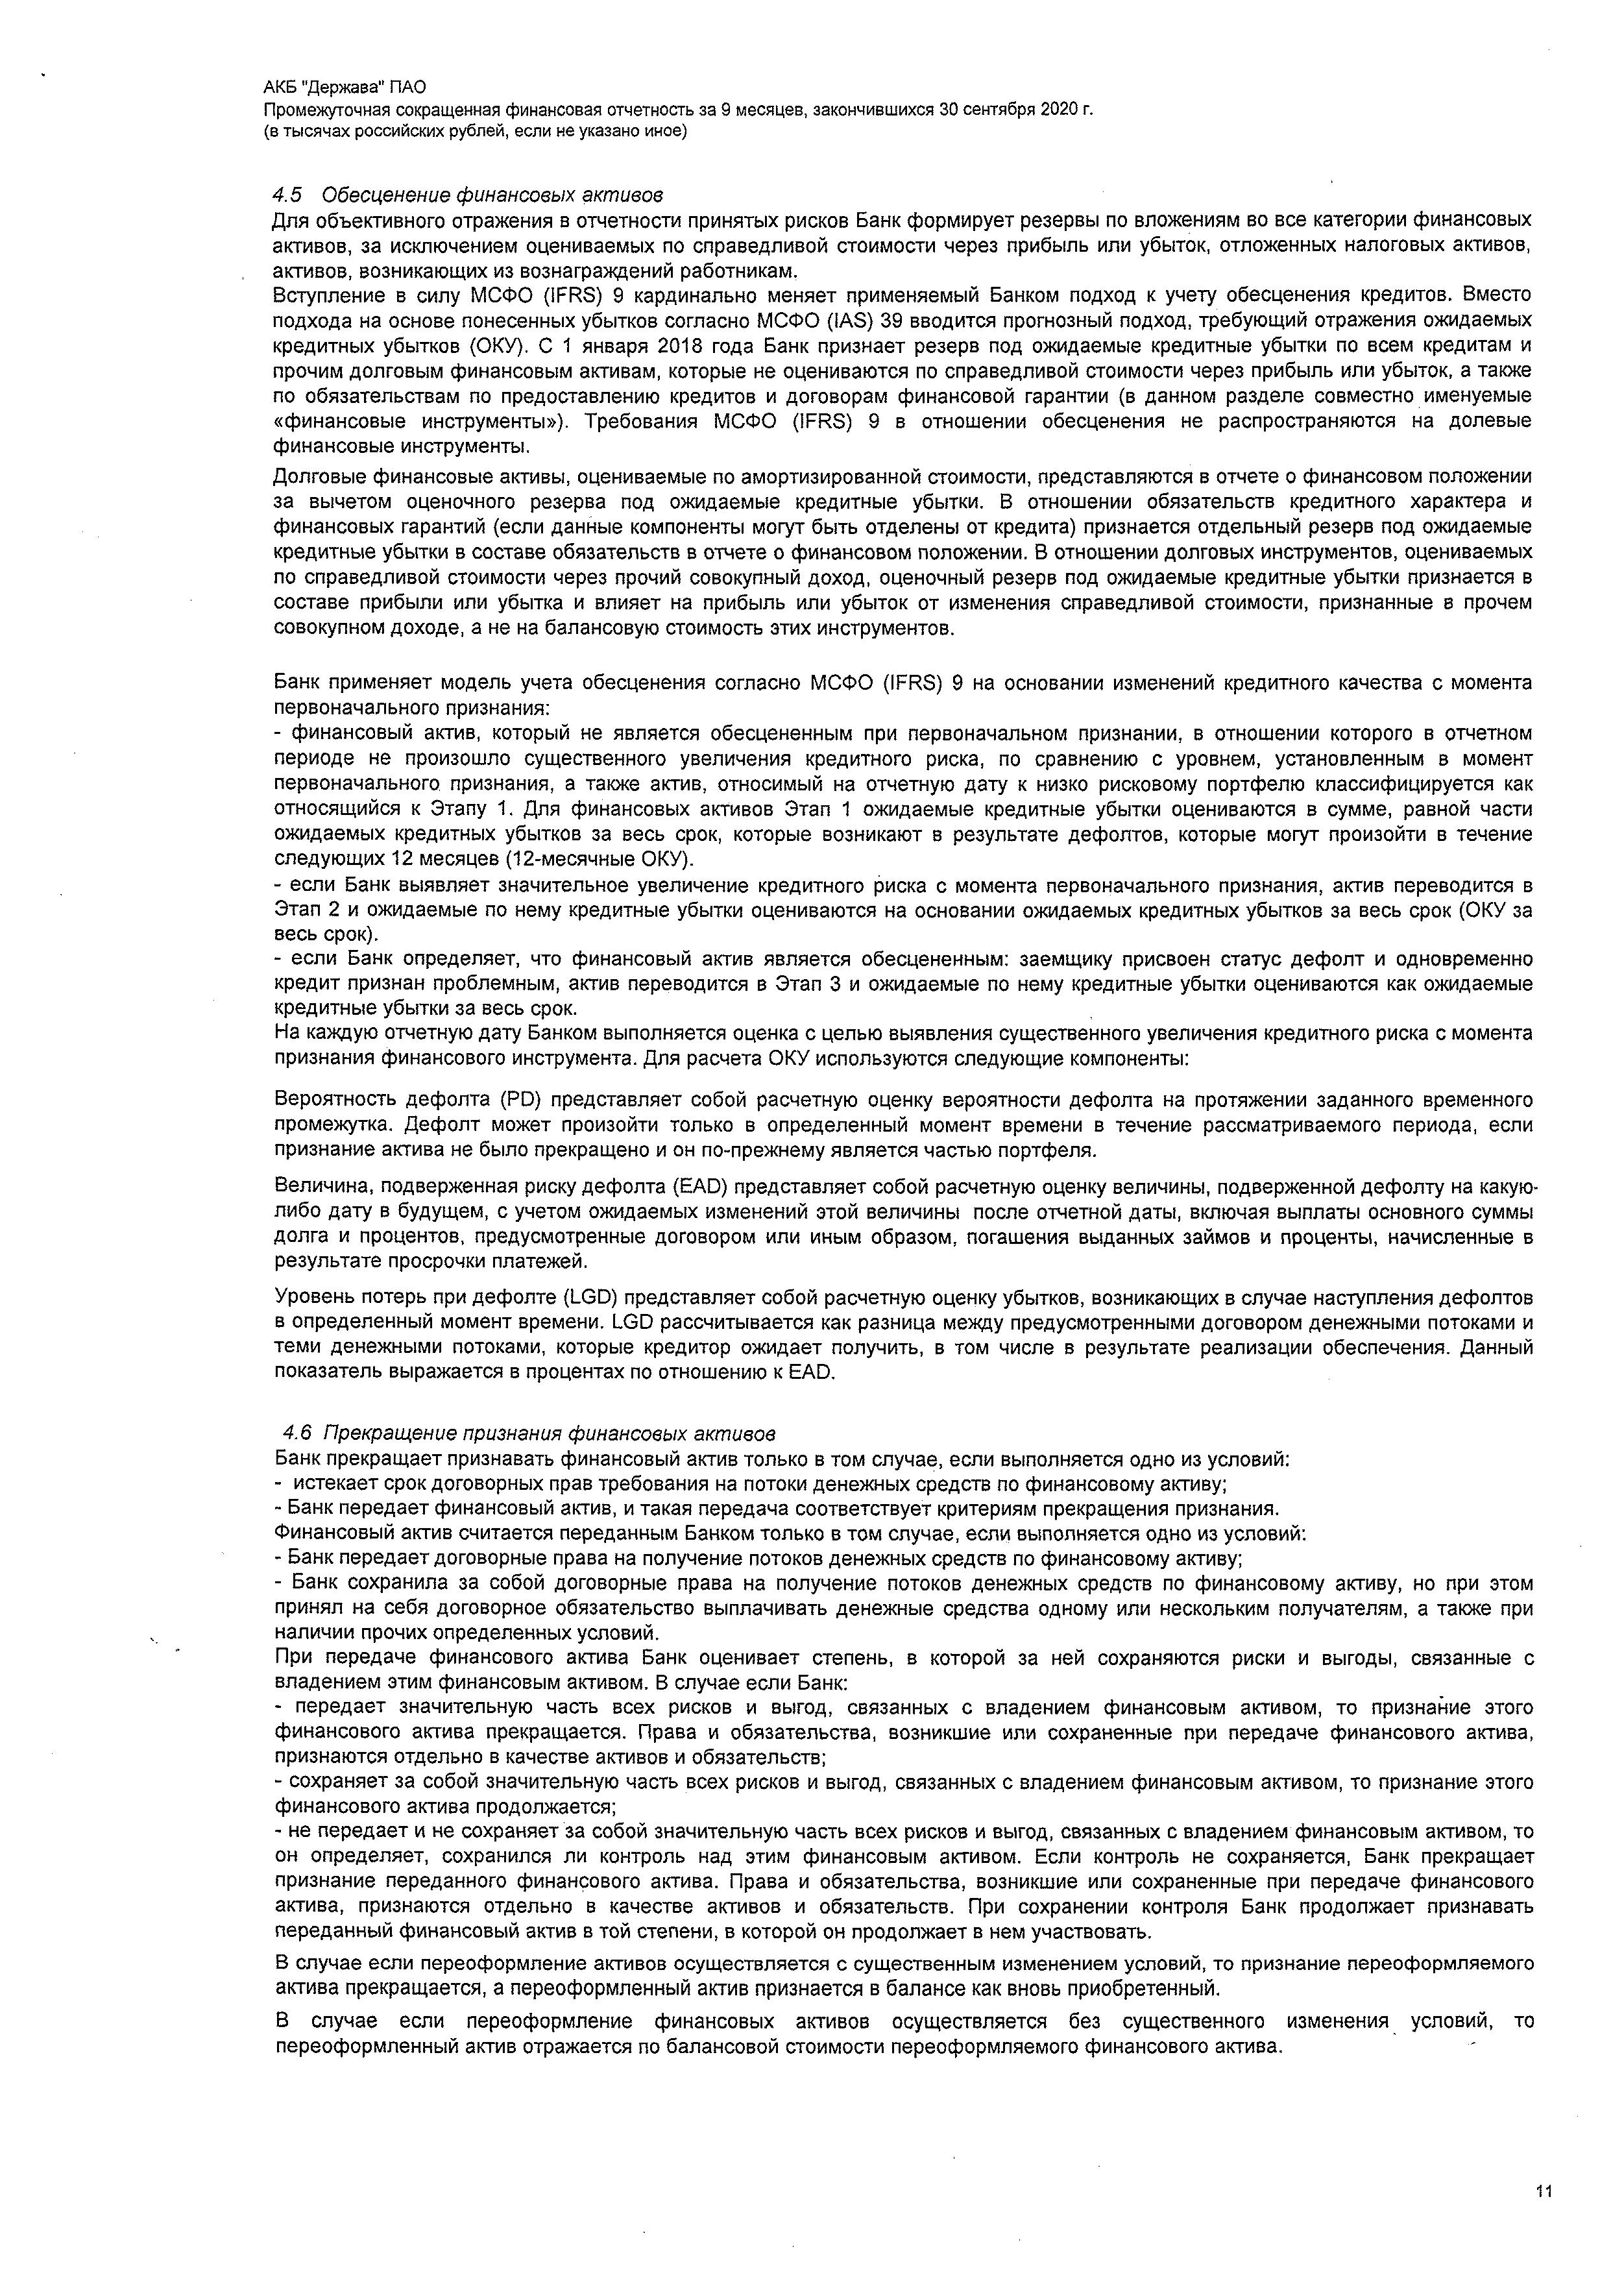 АКБ "Держава" ПАО
Промежуточная сокращенная финансовая отчетность за 9 месяцев, закончившихся 30 сентября 2020 г.
(в тысячах российских рублей, если не указано иное)
4.5 Обесценение финансовых активов
Для объективного отражения в отчетности принятых рисков Банк формирует резервы по вложениям во все категории финансовых
активов, за исключением оцениваемых по справедливой стоимости через прибыль или убыток, отложенных налоговых активов,
активов, возникающих из вознаграждений работникам.
Вступление в силу МСФО (IFRS) 9 кардинально меняет применяемый Банком подход к учету обесценения кредитов. Вместо
подхода на основе понесенных убытков согласно МСФО (IAS) 39 вводится прогнозный подход, требующий отражения ожидаемых
кредитных убытков (ОКУ). С 1 января 2018 года Банк признает резерв под ожидаемые кредитные убытки по всем кредитам и
прочим долговым финансовым активам, которые не оцениваются по справедливой стоимости через прибыль или убыток, а также
по обязательствам по предоставлению кредитов и договорам финансовой гарантии (в данном разделе совместно именуемые
«финансовые инструменты»). Требования МСФО (IFRS) 9 в отношении обесценения не распространяются на долевые
финансовые инструменты.
Долговые финансовые активы, оцениваемые по амортизированной стоимости, представляются в отчете о финансовом положении
за вычетом оценочного резерва под ожидаемые кредитные убытки. В отношении обязательств кредитного характера и
финансовых гарантий (если данные компоненты могут быть отделены от кредита) признается отдельный резерв под ожидаемые
кредитные убытки в составе обязательств в отчете о финансовом положении. В отношении долговых инструментов, оцениваемых
по справедливой стоимости через прочий совокупный доход, оценочный резерв под ожидаемые кредитные убытки признается в
составе прибыли или убытка и влияет на прибыль или убыток от изменения справедливой стоимости, признанные в прочем
совокупном доходе, а не на балансовую стоимость этих инструментов.
Банк применяет модель учета обесценения согласно МСФО (IFRS) 9 на основании изменений кредитного качества с момента
первоначального признания:
- финансовый актив, который не является обесцененным при первоначальном признании, в отношении которого в отчетном
периоде не произошло существенного увеличения кредитного риска, по сравнению с уровнем, установленным в момент
первоначального признания, а также актив, относимый на отчетную дату к низко рисковому портфелю классифицируется как
относящийся к Этапу 1. Для финансовых активов Этап 1 ожидаемые кредитные убытки оцениваются в сумме, равной части
ожидаемых кредитных убытков за весь срок, которые возникают в результате дефолтов, которые могут произойти в течение
следующих 12 месяцев (12-месячные ОКУ).
- если Банк выявляет значительное увеличение кредитного риска с момента первоначального признания, актив переводится в
Этап 2 и ожидаемые по нему кредитные убытки оцениваются на основании ожидаемых кредитных убытков за весь срок (ОКУ за
весь срок).
- если Банк определяет, что финансовый актив является обесцененным: заемщику присвоен статус дефолт и одновременно
кредит признан проблемным, актив переводится в Этап 3 и ожидаемые по нему кредитные убытки оцениваются как ожидаемые
кредитные убытки за весь срок.
На каждую отчетную дату Банком выполняется оценка с целью выявления существенного увеличения кредитного риска с момента
признания финансового инструмента. Для расчета ОКУ используются следующие компоненты:
Вероятность дефолта (PD) представляет собой расчетную оценку вероятности дефолта на протяжении заданного временного
промежутка. Дефолт может произойти только в определенный момент времени в течение рассматриваемого периода, если
признание актива не было прекращено и он по-прежнему является частью портфеля.
Величина, подверженная риску дефолта (EAD) представляет собой расчетную оценку величины, подверженной дефолту на какую-
либо дату в будущем, с учетом ожидаемых изменений этой величины после отчетной даты, включая выплаты основного суммы
долга и процентов, предусмотренные договором или иным образом, погашения выданных займов и проценты, начисленные в
результате просрочки платежей.
Уровень потерь при дефолте (LGD) представляет собой расчетную оценку убытков, возникающих в случае наступления дефолтов
в определенный момент времени. LGD рассчитывается как разница между предусмотренными договором денежными потоками и
теми денежными потоками, которые кредитор ожидает получить, в том числе в результате реализации обеспечения. Данный
показатель выражается в процентах по отношению к EAD.
4.6 Прекращение признания финансовых активов
Банк прекращает признавать финансовый актив только в том случае, если выполняется одно из условий:
- истекает срок договорных прав требования на потоки денежных средств по финансовому активу;
- Банк передает финансовый актив, и такая передача соответствует критериям прекращения признания.
Финансовый актив считается переданным Банком только в том случае, если выполняется одно из условий:
- Банк передает договорные права на получение потоков денежных средств по финансовому активу;
- Банк сохранила за собой договорные права на получение потоков денежных средств по финансовому активу, но при этом
принял на себя договорное обязательство выплачивать денежные средства одному или нескольким получателям, а также при
наличии прочих определенных условий.
При передаче финансового актива Банк оценивает степень, в которой за ней сохраняются риски и выгоды, связанные с
владением этим финансовым активом. В случае если Банк:
- передает значительную часть всех рисков и выгод, связанных с владением финансовым активом, то признание этого
финансового актива прекращается. Права и обязательства, возникшие или сохраненные при передаче финансового актива,
признаются отдельно в качестве активов и обязательств;
- сохраняет за собой значительную часть всех рисков и выгод, связанных с владением финансовым активом, то признание этого
финансового актива продолжается;
- не передает и не сохраняет за собой значительную часть всех рисков и выгод, связанных с владением финансовым активом, то
он определяет, сохранился ли контроль над этим финансовым активом. Если контроль не сохраняется, Банк прекращает
признание переданного финансового актива. Права и обязательства, возникшие или сохраненные при передаче финансового
актива, признаются отдельно в качестве активов и обязательств. При сохранении контроля Банк продолжает признавать
переданный финансовый актив в той степени, в которой он продолжает в нем участвовать.
В случае если переоформление активов осуществляется с существенным изменением условий, то признание переоформляемого
актива прекращается, а переоформленный актив признается в балансе как вновь приобретенный.
В случае если переоформление финансовых активов осуществляется без существенного изменения условий, то
переоформленный актив отражается по балансовой стоимости переоформляемого финансового актива.
11